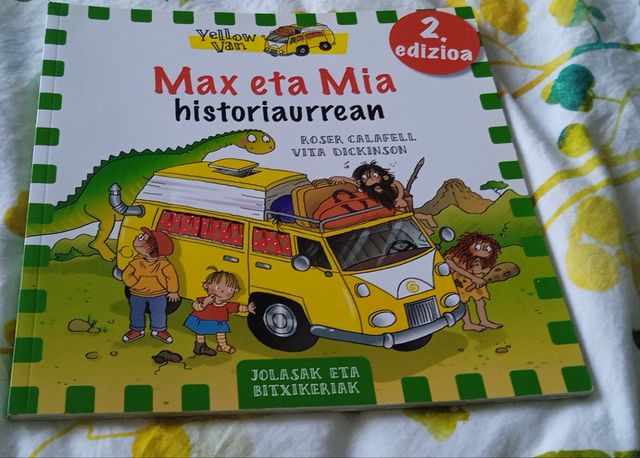 Yellow
Van
2.
edizioa
Max eta Mia
historiaurrean
ROSER CALAFELL
VITA DICKINSON
JOLASAK ETA
BITXIKERIAK